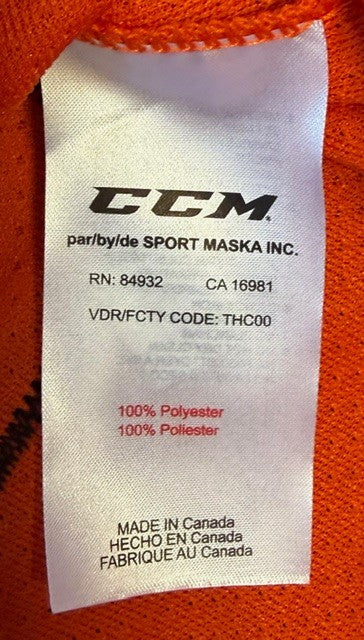 CCM
par/by/de SPORT MASKA INC.
RN: 84932 CA 16981
VDR/FCTY CODE: THC00
100% Polyester
100% Poliester
MADE IN Canada
HECHO EN Canada
FABRIQUE AU Canada